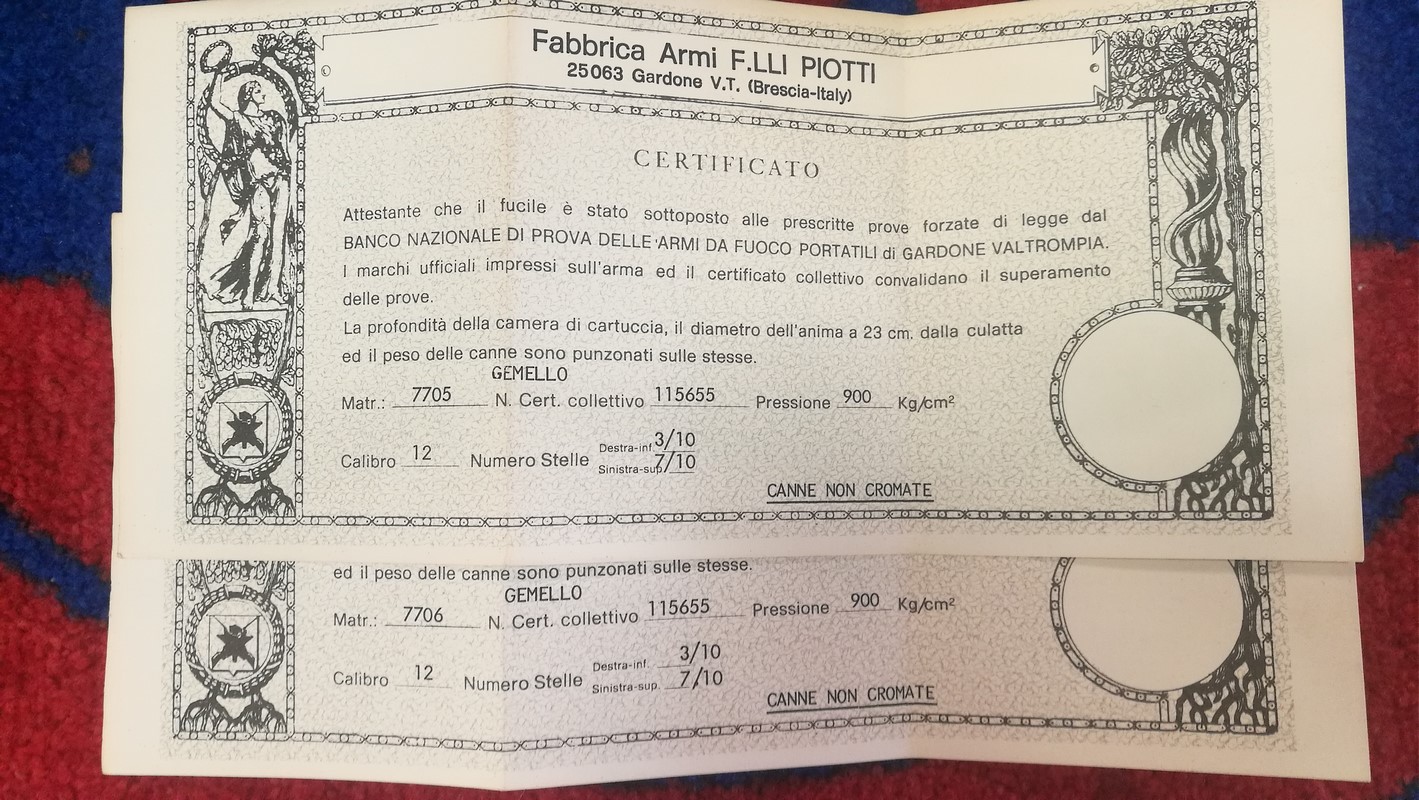 Fabbrica Armi F.LLI PIOTTI
25063 Gardone V.T. (Brescia-Italy)
CERTIFICATO
Attestante che il fucile è stato sottoposto alle prescritte prove forzate di legge dal
BANCO NAZIONALE DI PROVA DELLE ARMI DA FUOCO PORTATILI di GARDONE VALTROMPIA.
I marchi ufficiali impressi sull'arma ed il certificato collettivo convalidano il superamento
delle prove.
La profondità della camera di cartuccia, il diametro dell'anima a 23 cm. dalla culatta
ed il peso delle canne sono punzonati sulle stesse.
GEMELLO
Matr.: 7705 N. Cert. collettivo 115655 Pressione 900 Kg/cm²
Calibro 12 Numero Stelle Destra-inf. 3/10
Sinistra-sup. 7/10
CANNE NON CROMATE
ed il peso delle canne sono punzonati sulle stesse.
GEMELLO
Matr.: 7706 N. Cert. collettivo 115655 Pressione 900 Kg/cm²
Calibro 12 Numero Stelle Destra-inf. 3/10
Sinistra-sup. 7/10
CANNE NON CROMATE